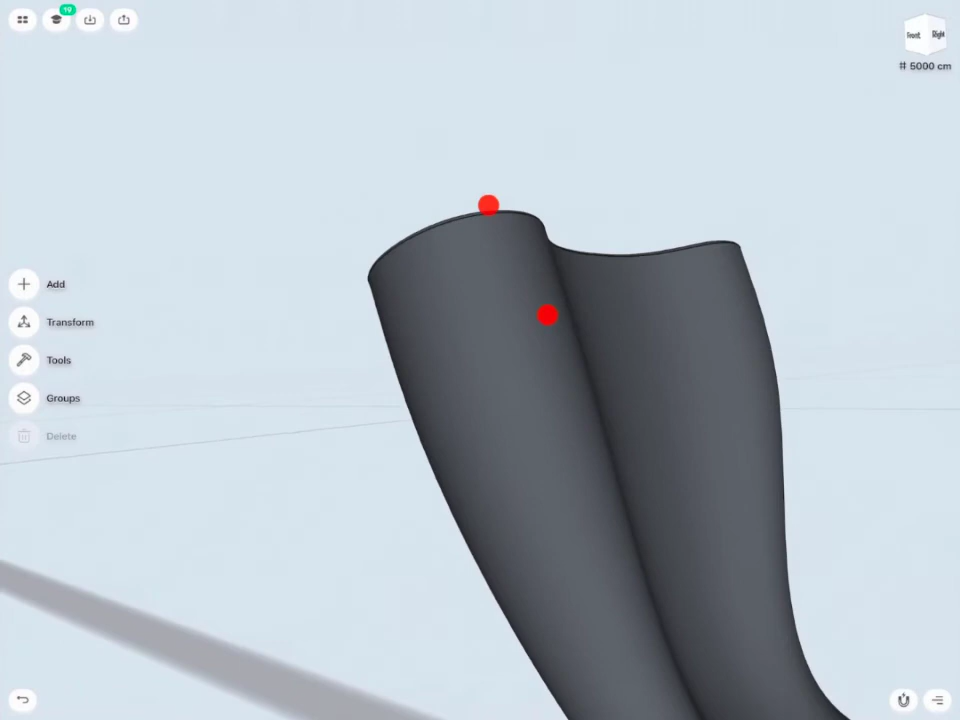 19
Front
Right
# 5000 cm
Add
Transform
Tools
Groups
Delete